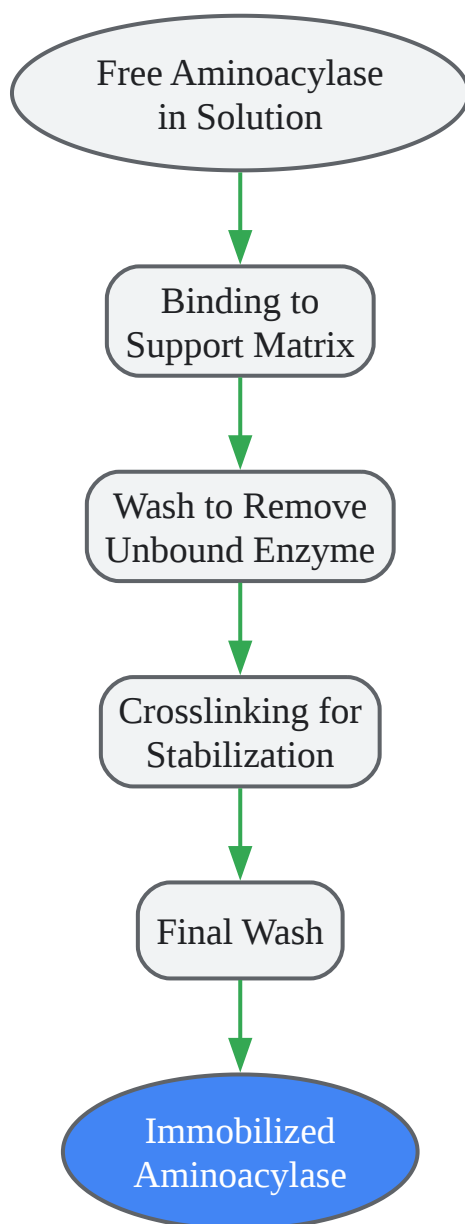 Free Aminoacylase
in Solution
Binding to
Support Matrix
Wash to Remove
Unbound Enzyme
Crosslinking for
Stabilization
Final Wash
Immobilized
Aminoacylase